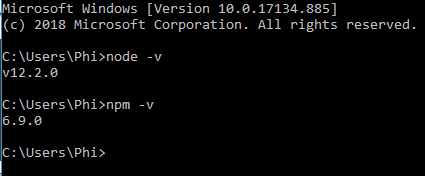 Microsoft Windows [Version 10.0.17134.885]
(c) 2018 Microsoft Corporation. All rights reserved.
C:\Users\Phi>node -v
v12.2.0
C:\Users\Phi>npm -v
6.9.0
C:\Users\Phi>